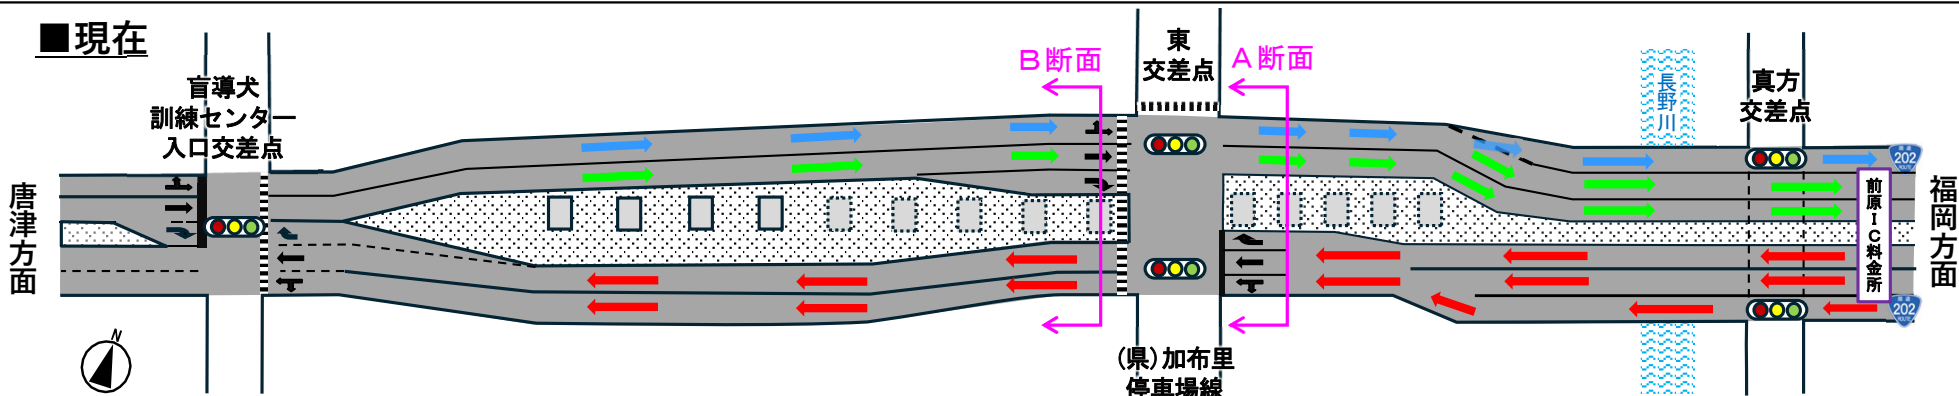 ■現在
盲導犬
訓練センター
入口交差点
唐津方面
N
B断面
東
交差点
A断面
(県)加布里
停車場線
長野川
真方
交差点
前原IC料金所
202
202
福岡方面